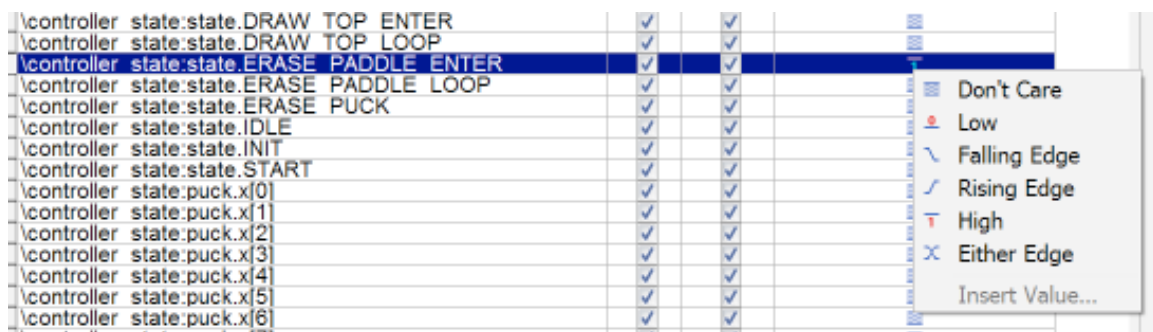 \controller_state:state.DRAW_TOP_ENTER
\controller_state:state.DRAW_TOP_LOOP
\controller_state:state.ERASE_PADDLE_ENTER
\controller_state:state.ERASE_PADDLE_LOOP
\controller_state:state.ERASE_PUCK
\controller_state:state.IDLE
\controller_state:state.INIT
\controller_state:state.START
\controller_state:puck.x[0]
\controller_state:puck.x[1]
\controller_state:puck.x[2]
\controller_state:puck.x[3]
\controller_state:puck.x[4]
\controller_state:puck.x[5]
\controller_state:puck.x[6]
Don't Care
0 Low
Falling Edge
Rising Edge
1 High
Either Edge
Insert Value...